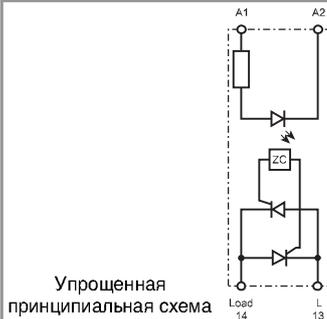 A1 A2
ZC
Упрощенная
принципиальная схема
Load L
14 13